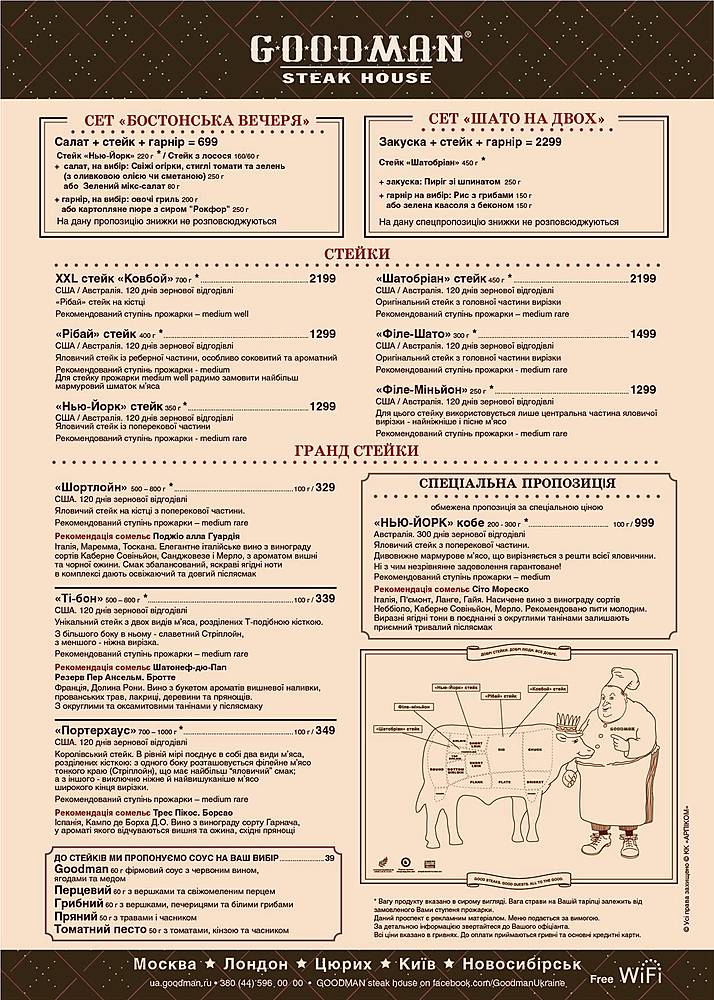 GOODMAN®
STEAK HOUSE
СЕТ «БОСТОНСЬКА ВЕЧЕРЯ»
Салат + стейк + гарнір = 699
Стейк «Нью-Йорк» 220 г * / Стейк з лосося 160/60 г
+ салат, на вибір: Свіжі огірки, стиглі томати та зелень
(з оливковою олією чи сметаною) 250 г
або Зелений мікс-салат 80 г
+ гарнір, на вибір: овочі гриль 200 г
або картопляне пюре з сиром "Рокфор" 250 г
На дану пропозицію знижки не розповсюджуються
СЕТ «ШАТО НА ДВОХ»
Закуска + стейк + гарнір = 2299
Стейк «Шатобріан» 450 г *
+ закуска: Пиріг зі шпинатом 250 г
+ гарнір на вибір: Рис з грибами 150 г
або зелена квасоля з беконом 150 г
На дану спецпропозицію знижки не розповсюджуються
СТЕЙКИ
XXL стейк «Ковбой» 700 г * 2199
США / Австралія. 120 днів зернової відгодівлі
«Рібай» стейк на кістці
Рекомендований ступінь прожарки – medium well
«Рібай» стейк 400 г * 1299
США / Австралія. 120 днів зернової відгодівлі
Яловичий стейк із реберної частини, особливо соковитий та ароматний
Рекомендований ступінь прожарки - medium
Для стейку прожарки medium well радимо замовити найбільш
мармуровий шматок м'яса
«Нью-Йорк» стейк 350 г * 1299
США / Австралія. 120 днів зернової відгодівлі
Яловичий стейк із поперекової частини
Рекомендований ступінь прожарки - medium rare
«Шатобріан» стейк 450 г * 2199
США / Австралія. 120 днів зернової відгодівлі
Оригінальний стейк з головної частини вирізки
Рекомендований ступінь прожарки – medium rare
«Філе-Шато» 300 г * 1499
США / Австралія. 120 днів зернової відгодівлі
Оригінальний стейк з головної частини вирізки
Рекомендований ступінь прожарки - medium rare
«Філе-Міньйон» 250 г * 1299
США / Австралія. 120 днів зернової відгодівлі
Для цього стейку використовується лише центральна частина яловичої
вирізки - найніжніше і пісне м'ясо
Рекомендований ступінь прожарки - medium rare
ГРАНД СТЕЙКИ
«Шортлойн» 500 – 800 г * 100 г / 329
США. 120 днів зернової відгодівлі
Яловичий стейк на кістці з поперекової частини.
Рекомендований ступінь прожарки – medium rare
Рекомендація сомельє Поджіо алла Гуардія
Італія, Маремма, Тоскана. Елегантне італійське вино з винограду
сортів Каберне Совіньйон, Санджовезе і Мерло, з ароматом вишні
та чорної ожини. Смак збалансований, яскраві ягідні ноти
в комплексі дають освіжаючий та довгий післясмак
«Ті-бон» 500 – 800 г * 100 г / 339
США. 120 днів зернової відгодівлі
Унікальний стейк з двох видів м'яса, розділених Т-подібною кісткою.
З більшого боку в ньому - славетний Стріплойн,
з меншого - ніжна вирізка.
Рекомендований ступінь прожарки – medium rare
Рекомендація сомельє Шатонеф-дю-Пап
Резерв Пер Ансельм. Бротте
Франція, Долина Рони. Вино з букетом ароматів вишневої наливки,
прованських трав, лакриці, деревини та прянощів.
З округлими та оксамитовими танінами у післясмаку
«Портерхаус» 700 – 1000 г * 100 г / 349
США. 120 днів зернової відгодівлі
Королівський стейк. В рівній мірі поєднує в собі два види м'яса,
розділених кісткою: з одного боку розташовується філейне м'ясо
тонкого краю (Стріплойн), що має найбільш "яловичий" смак;
а з іншого - виключно ніжне й найвишуканіше м'ясо
широкого кінця вирізки.
Рекомендований ступінь прожарки – medium rare
Рекомендація сомельє Трес Пікос. Борсао
Іспанія, Кампо де Борха Д.О. Вино з винограду сорту Гарнача,
у ароматі якого відчуваються вишня та ожина, східні прянощі
ДО СТЕЙКІВ МИ ПРОПОНУЄМО СОУС НА ВАШ ВИБІР 39
Goodman 60 г фірмовий соус з червоним вином,
ягодами та медом
Перцевий 60 г з вершками та свіжомеленим перцем
Грибний 60 г з вершками, печерицями та білими грибами
Пряний 50 г з травами і часником
Томатний песто 50 г з томатами, кінзою та часником
СПЕЦІАЛЬНА ПРОПОЗИЦІЯ
обмежена пропозиція за спеціальною ціною
«НЬЮ-ЙОРК» кобе 200 - 300 г * 100 г / 999
Австралія. 300 днів зернової відгодівлі
Яловичий стейк з поперекової частини.
Дивовижне мармурове м'ясо, що вирізняється з решти всієї яловичини.
Ні з чим незрівнянне задоволення гарантоване!
Рекомендований ступінь прожарки – medium
Рекомендація сомельє Сіто Мореско
Італія, П'ємонт, Ланге, Гайя. Насичене вино з винограду сортів
Неббіоло, Каберне Совіньйон, Мерло. Рекомендовано пити молодим.
Виразні ягідні тони в поєднанні з округлими танінами залишають
приємний тривалий післясмак
ДОБРІ СТЕЙКИ. ДОБРІ ЛЮДИ. ВСЕ ДОБРЕ.
«Нью-Йорк» стейк
«Ковбой» стейк
«Рібай» стейк
Філе-міньйон
«Шатобріан» стейк
GOODMAN
ROUND
SHORT LOIN
RIB
CHUCK
FLANK
PLATE
BRISKET
GOOD STEAKS. GOOD GUESTS. ALL TO THE GOOD.
* Вагу продукту вказано в сирому вигляді. Вага страви на Вашій тарілці залежить від
замовленого Вами ступеня прожарки.
Даний проспект є рекламним матеріалом. Меню подається за вимогою.
За детальною інформацією звертайтеся до Вашого офіціанта.
Всі ціни вказано в гривнях. До оплати приймаються гривні та основні кредитні карти.
© Усі права захищено © КК «АРПІКОМ»
Москва ★ Лондон ★ Цюрих ★ Київ ★ Новосибірськ
ua.goodman.ru • 380 (44) 596 00 00 • GOODMAN steak house on facebook.com/GoodmanUkraine
Free WiFi